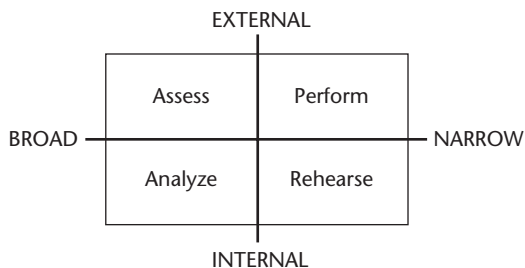 EXTERNAL
Assess Perform
BROAD NARROW
Analyze Rehearse
INTERNAL